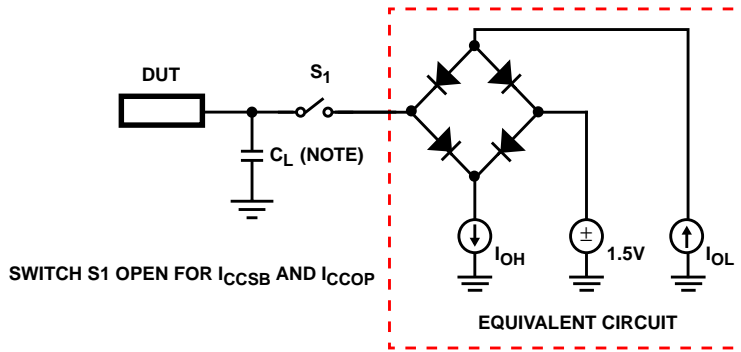 DUT
S1
CL (NOTE)
IOH
±
1.5V
IOL
SWITCH S1 OPEN FOR ICCSB AND ICCOP
EQUIVALENT CIRCUIT